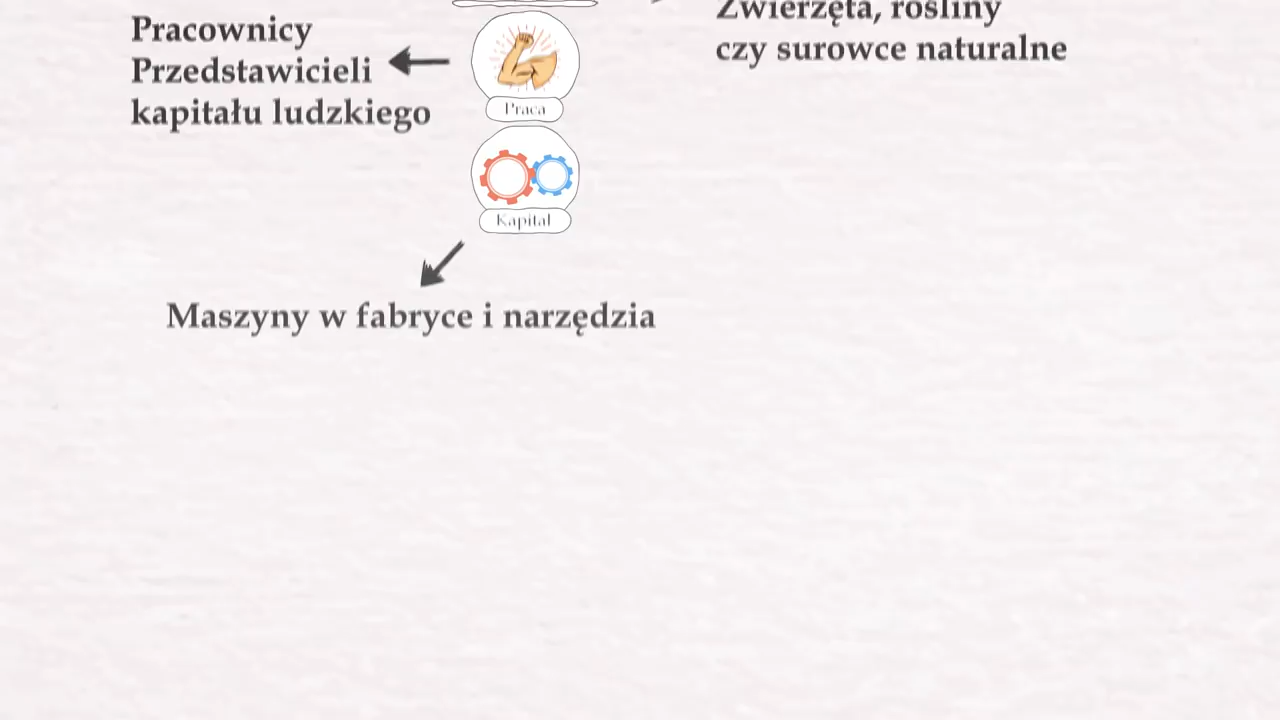 Zwierzęta, rośliny
czy surowce naturalne
Pracownicy
Przedstawicieli
kapitału ludzkiego
Praca
Kapitał
Maszyny w fabryce i narzędzia